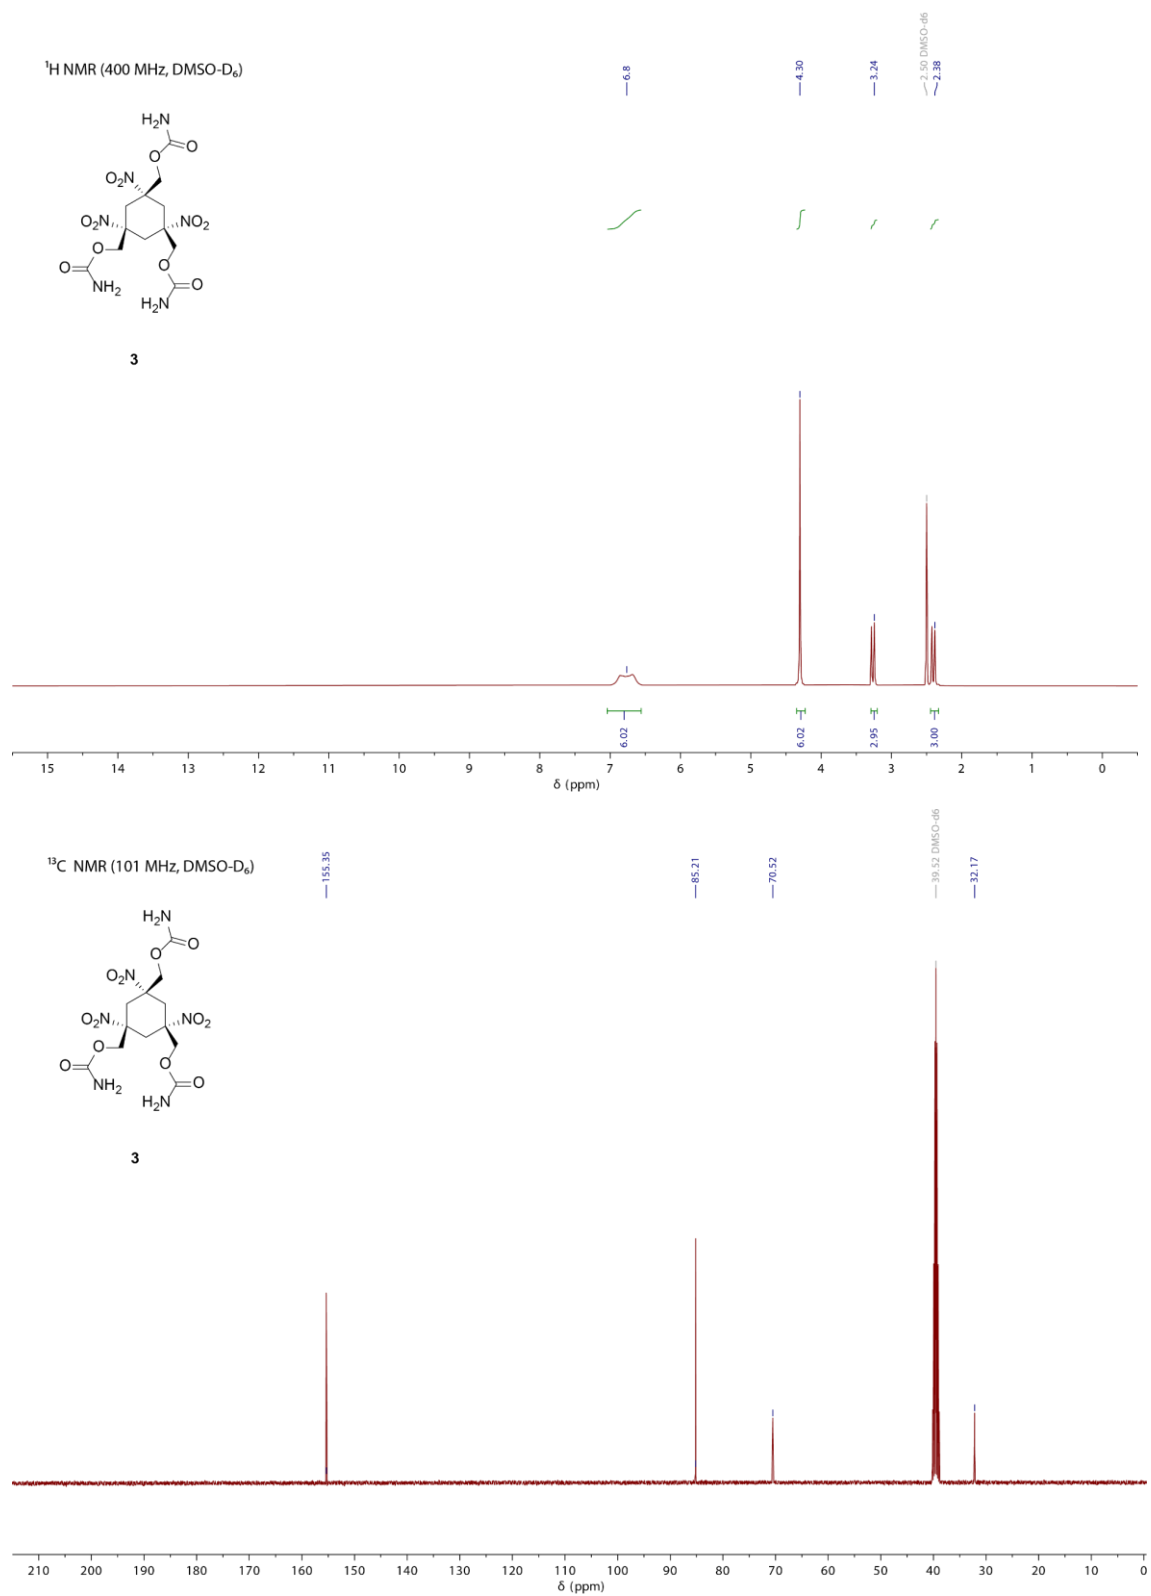 ¹H NMR (400 MHz, DMSO-D₆)
6.8
4.30
3.24
2.50 DMSO-d6
2.38
H₂N
O
O
O₂N
O₂N
NO₂
O
O
O
O
NH₂
H₂N
3
6.02
6.02
2.95
3.00
15 14 13 12 11 10 9 8 7 6 5 4 3 2 1 0
δ (ppm)
¹³C NMR (101 MHz, DMSO-D₆)
155.35
85.21
70.52
39.52 DMSO-d6
32.17
H₂N
O
O
O₂N
O₂N
NO₂
O
O
O
O
NH₂
H₂N
3
210 200 190 180 170 160 150 140 130 120 110 100 90 80 70 60 50 40 30 20 10 0
δ (ppm)